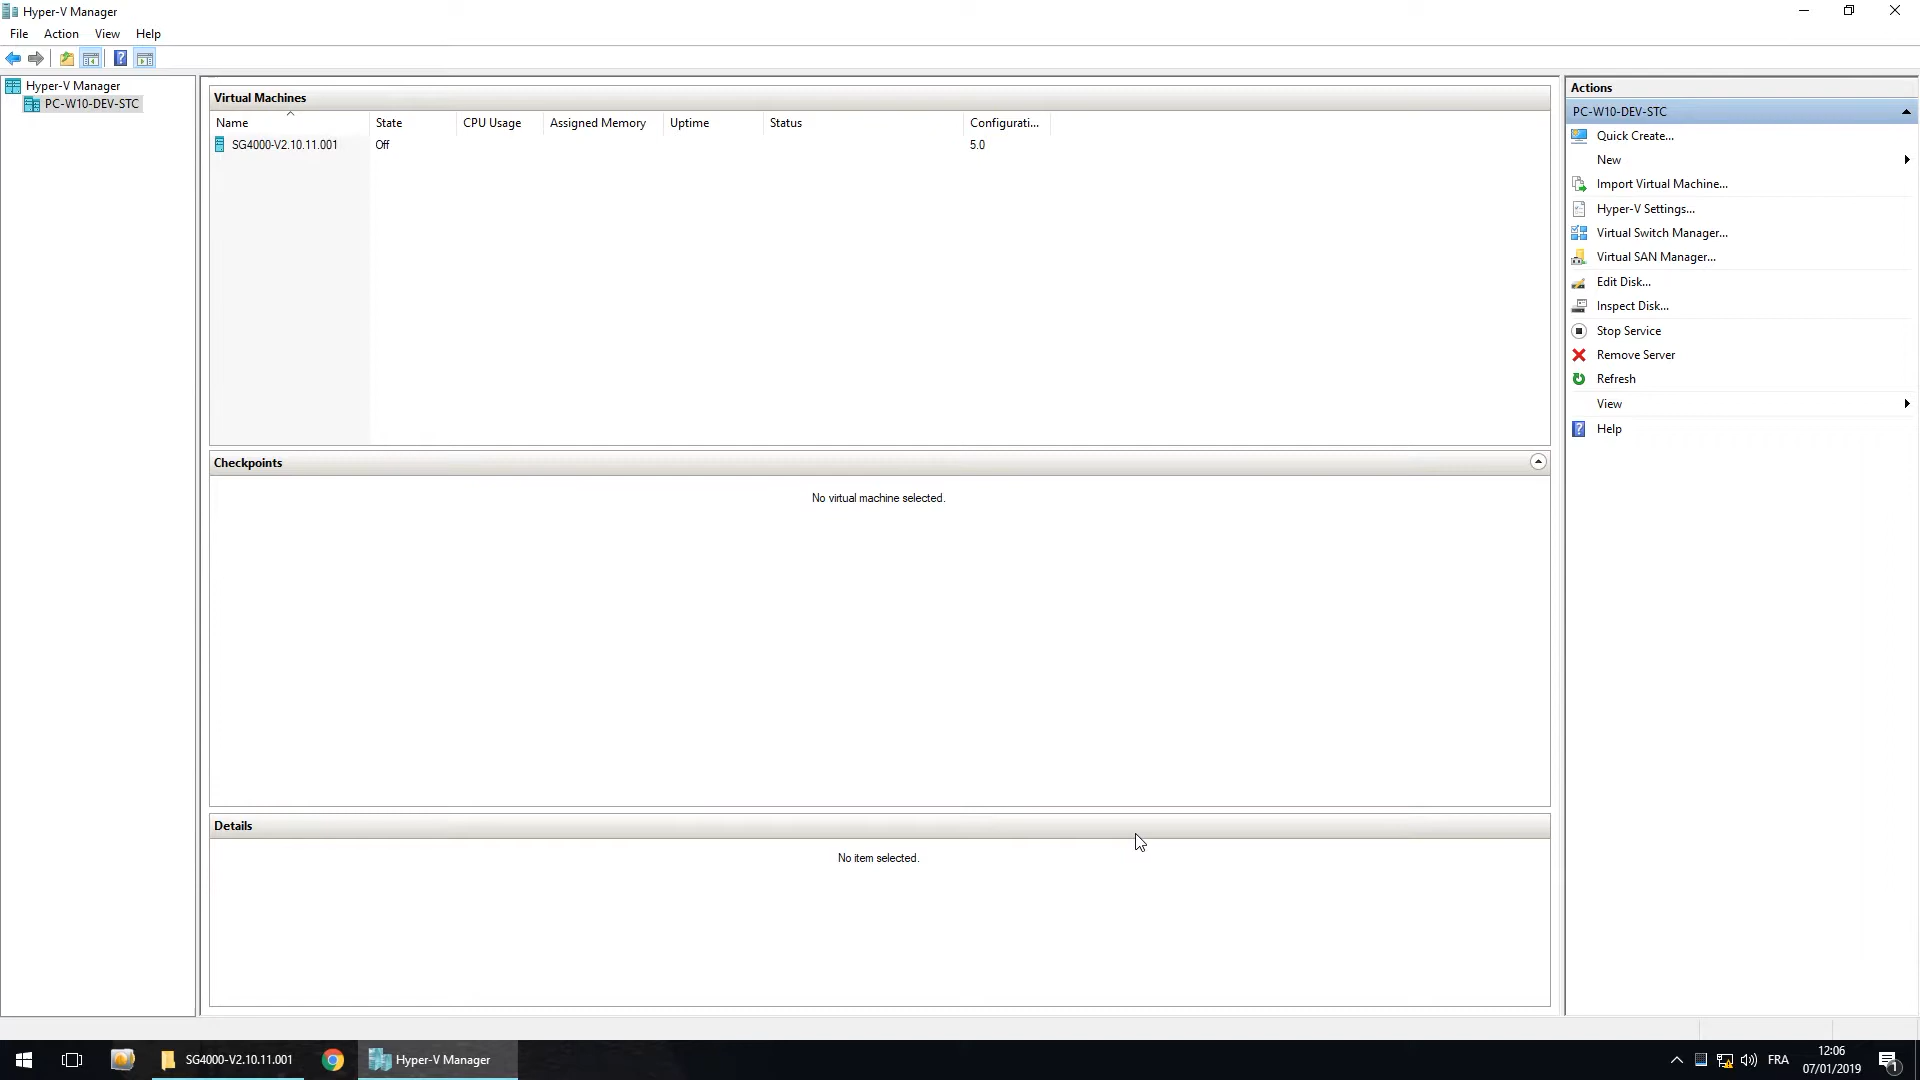 Hyper-V Manager
File Action View Help
Hyper-V Manager
PC-W10-DEV-STC
Virtual Machines
Name State CPU Usage Assigned Memory Uptime Status Configurati...
SG4000-V2.10.11.001 Off 5.0
Checkpoints
No virtual machine selected.
Details
No item selected.
Actions
PC-W10-DEV-STC
Quick Create...
New
Import Virtual Machine...
Hyper-V Settings...
Virtual Switch Manager...
Virtual SAN Manager...
Edit Disk...
Inspect Disk...
Stop Service
Remove Server
Refresh
View
Help
SG4000-V2.10.11.001 Hyper-V Manager FRA 12:06
07/01/2019 1